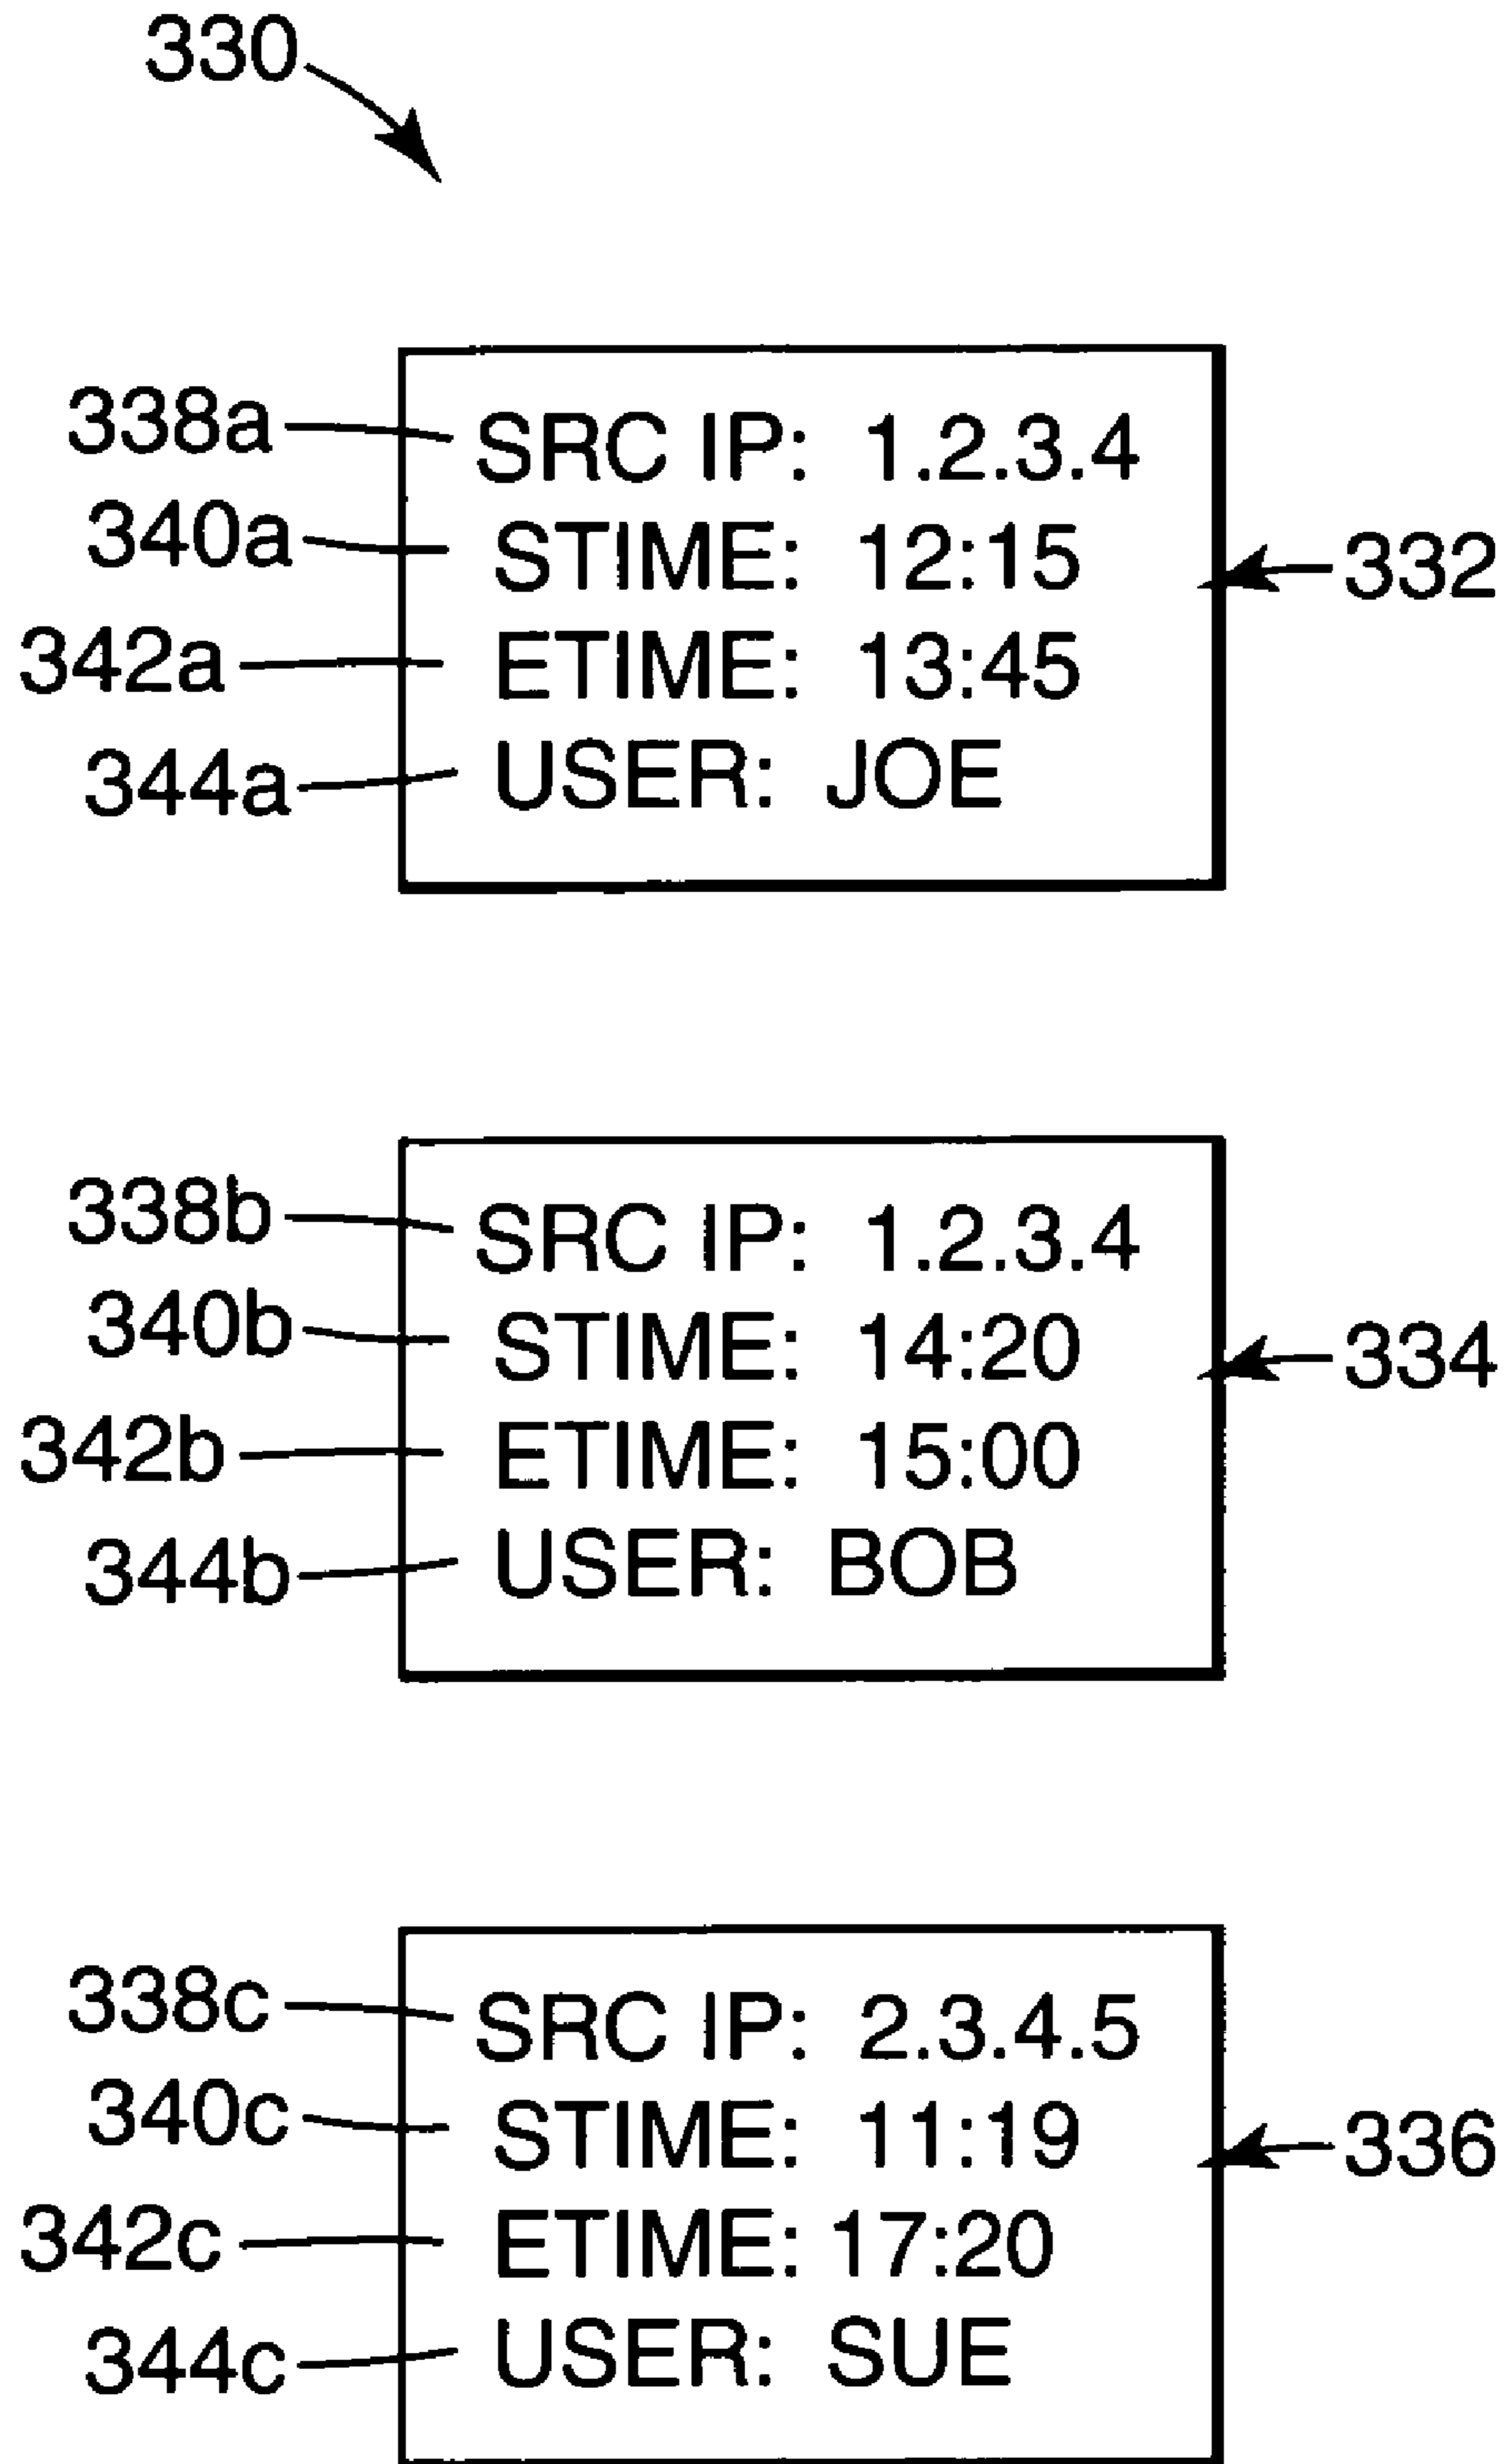 330
338a SRC IP: 1.2.3.4
340a STIME: 12:15
332
342a ETIME: 13:45
344a USER: JOE
338b SRC IP: 1.2.3.4
340b STIME: 14:20
334
342b ETIME: 15:00
344b USER: BOB
338c SRC IP: 2.3.4.5
340c STIME: 11:19
336
342c ETIME: 17:20
344c USER: SUE